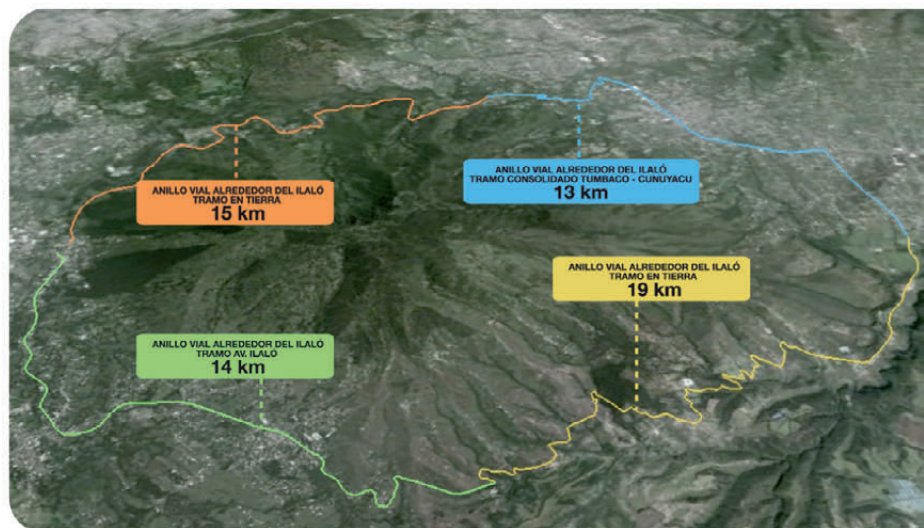 ANILLO VIAL ALREDEDOR DEL ILALÓ
TRAMO CONSOLIDADO TUMBACO - CUNUYACU
13 km
ANILLO VIAL ALREDEDOR DEL ILALÓ
TRAMO EN TIERRA
15 km
ANILLO VIAL ALREDEDOR DEL ILALÓ
TRAMO EN TIERRA
19 km
ANILLO VIAL ALREDEDOR DEL ILALÓ
TRAMO AV. ILALÓ
14 km